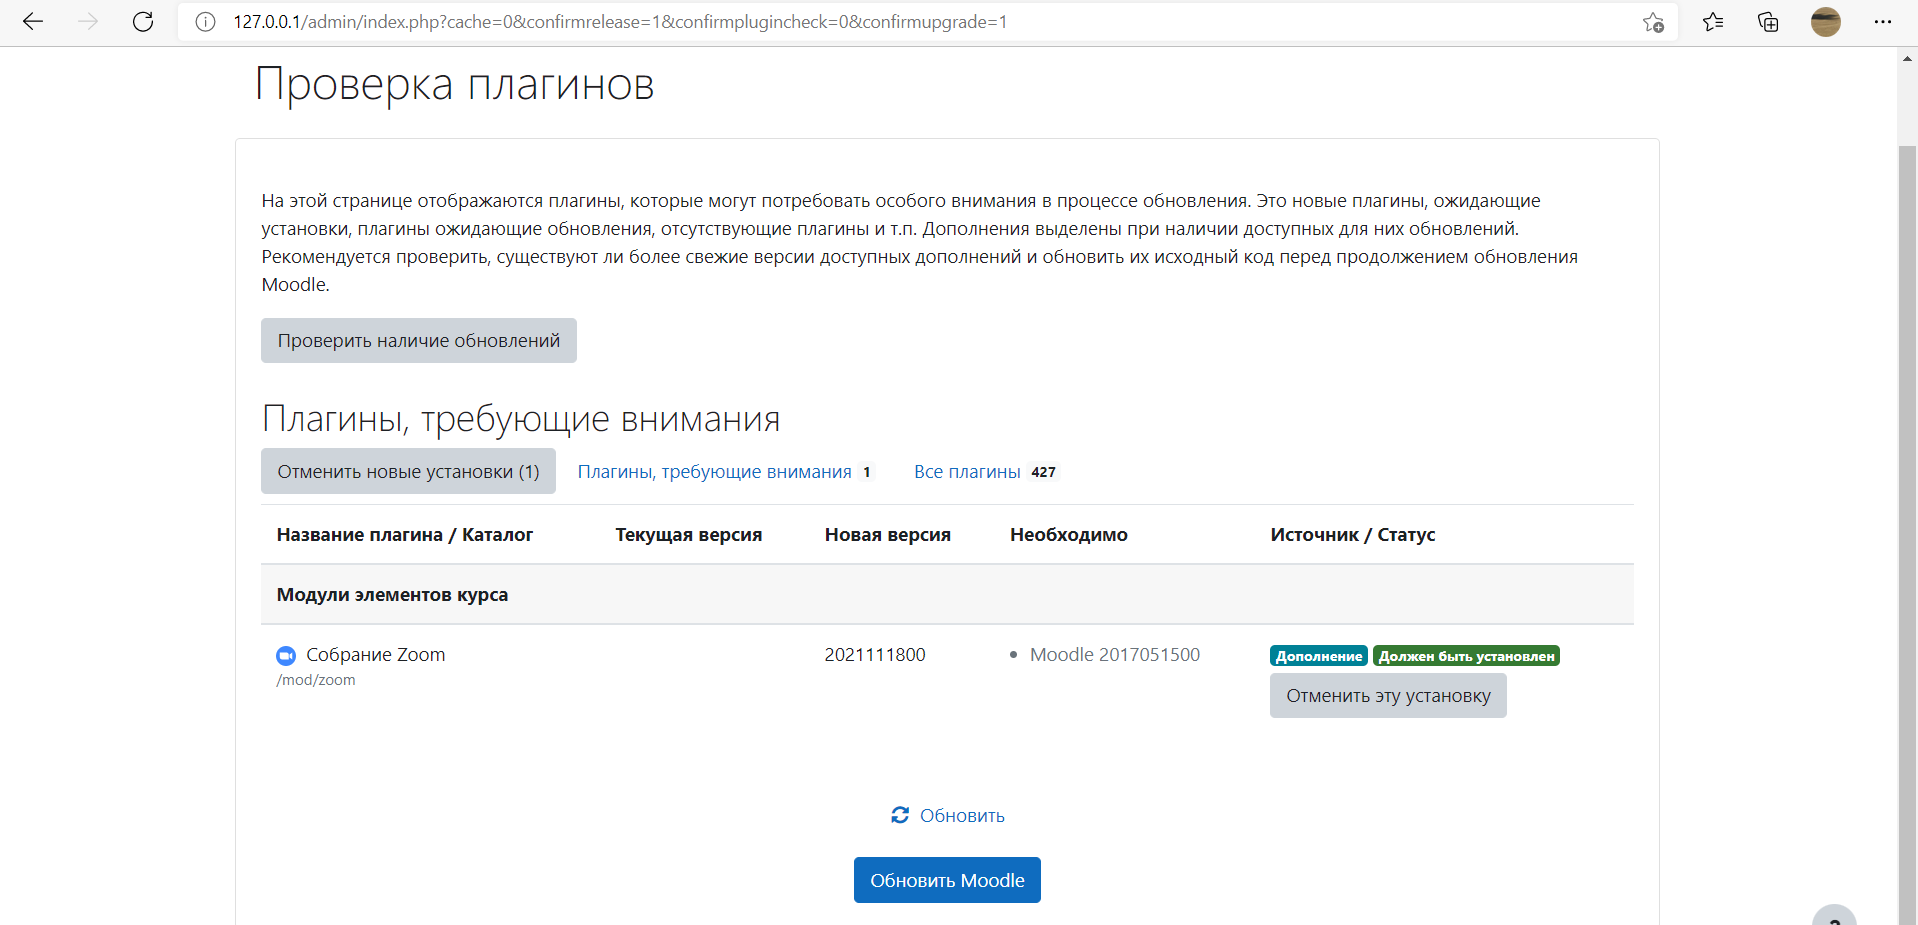 127.0.0.1/admin/index.php?cache=0&confirmrelease=1&confirmplugincheck=0&confirmupgrade=1
Проверка плагинов
На этой странице отображаются плагины, которые могут потребовать особого внимания в процессе обновления. Это новые плагины, ожидающие
установки, плагины ожидающие обновления, отсутствующие плагины и т.п. Дополнения выделены при наличии доступных для них обновлений.
Рекомендуется проверить, существуют ли более свежие версии доступных дополнений и обновить их исходный код перед продолжением обновления
Moodle.
Проверить наличие обновлений
Плагины, требующие внимания
Отменить новые установки (1) Плагины, требующие внимания 1 Все плагины 427
Название плагина / Каталог Текущая версия Новая версия Необходимо Источник / Статус
Модули элементов курса
Собрание Zoom 2021111800 Moodle 2017051500 Дополнение Должен быть установлен
/mod/zoom
Отменить эту установку
Обновить
Обновить Moodle